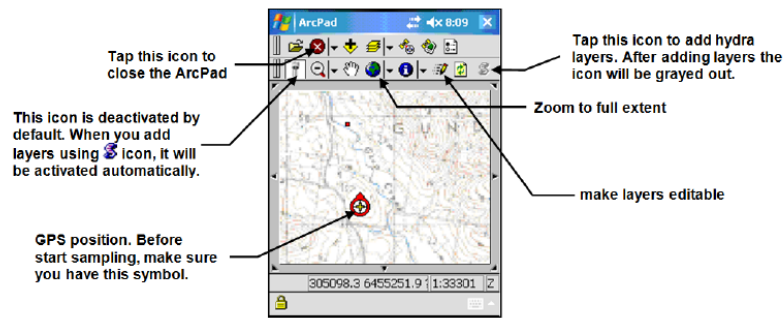 ArcPad
8:09
Tap this icon to
close the ArcPad
Tap this icon to add hydra
layers. After adding layers the
icon will be grayed out.
This icon is deactivated by
default. When you add
layers using S icon, it will
be activated automatically.
Zoom to full extent
G U N
make layers editable
GPS position. Before
start sampling, make sure
you have this symbol.
305098.3 6455251.9
1:33301
Z